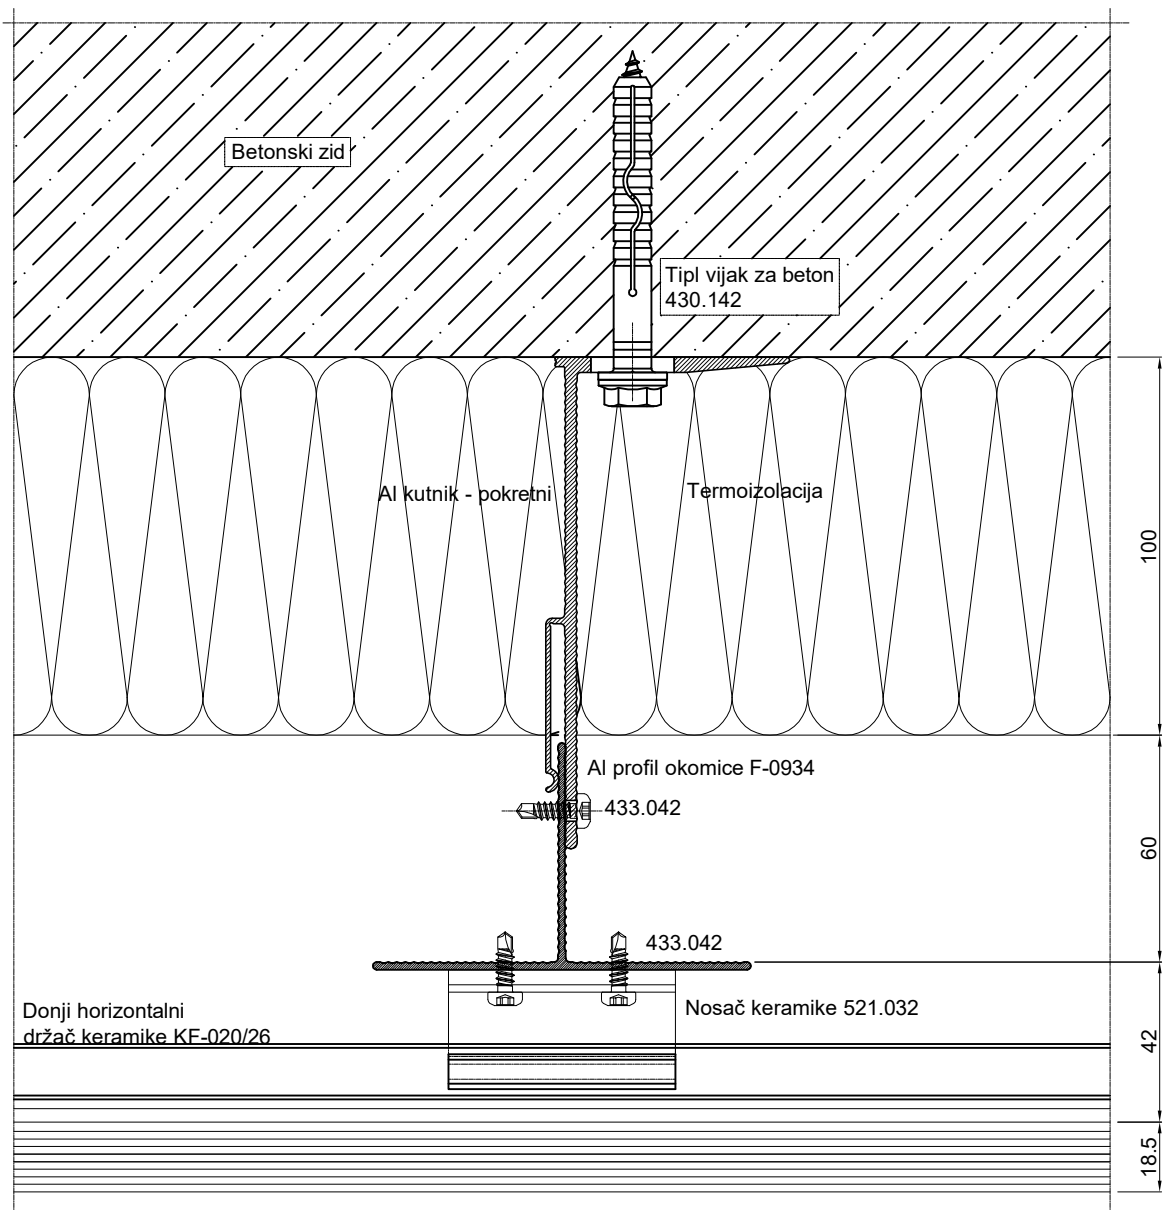 Betonski zid
Tipl vijak za beton
430.142
Al kutnik - pokretni
Termoizolacija
100
Al profil okomice F-0934
433.042
60
433.042
Donji horizontalni
držač keramike KF-020/26
Nosač keramike 521.032
42
18.5